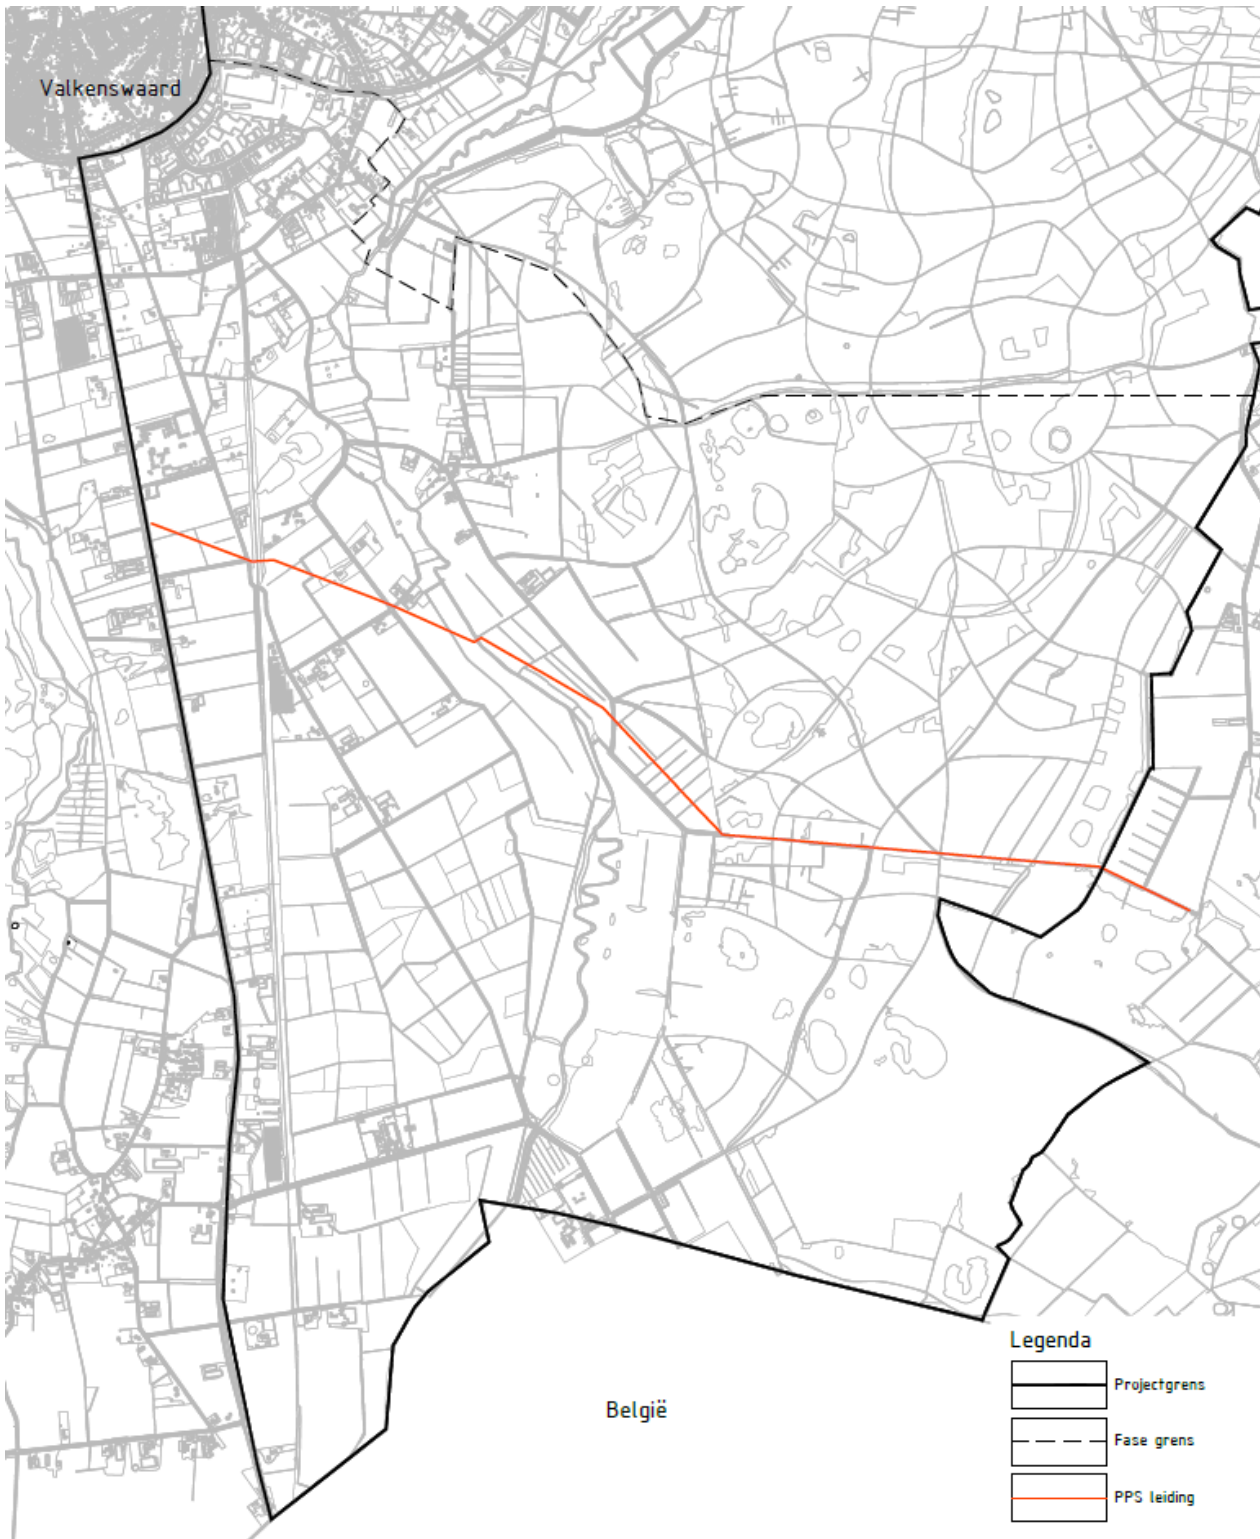 Valkenswaard
België
Legenda
Projectgrens
Fase grens
PPS leiding